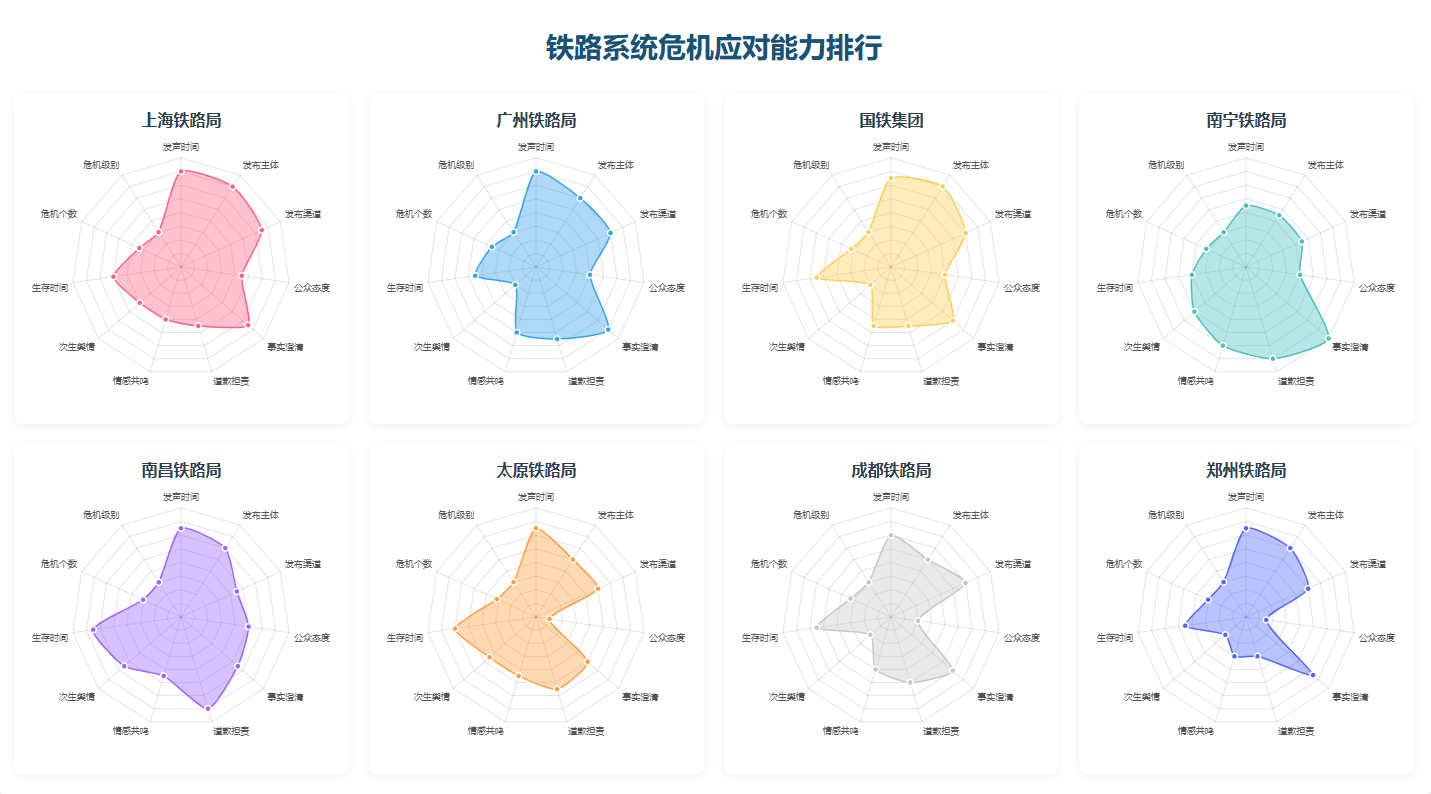 铁路系统危机应对能力排行
上海铁路局
发声时间
发布主体
发布渠道
公众态度
事实澄清
道歉担责
情感共鸣
次生舆情
生存时间
危机个数
危机级别
广州铁路局
发声时间
发布主体
发布渠道
公众态度
事实澄清
道歉担责
情感共鸣
次生舆情
生存时间
危机个数
危机级别
国铁集团
发声时间
发布主体
发布渠道
公众态度
事实澄清
道歉担责
情感共鸣
次生舆情
生存时间
危机个数
危机级别
南宁铁路局
发声时间
发布主体
发布渠道
公众态度
事实澄清
道歉担责
情感共鸣
次生舆情
生存时间
危机个数
危机级别
南昌铁路局
发声时间
发布主体
发布渠道
公众态度
事实澄清
道歉担责
情感共鸣
次生舆情
生存时间
危机个数
危机级别
太原铁路局
发声时间
发布主体
发布渠道
公众态度
事实澄清
道歉担责
情感共鸣
次生舆情
生存时间
危机个数
危机级别
成都铁路局
发声时间
发布主体
发布渠道
公众态度
事实澄清
道歉担责
情感共鸣
次生舆情
生存时间
危机个数
危机级别
郑州铁路局
发声时间
发布主体
发布渠道
公众态度
事实澄清
道歉担责
情感共鸣
次生舆情
生存时间
危机个数
危机级别